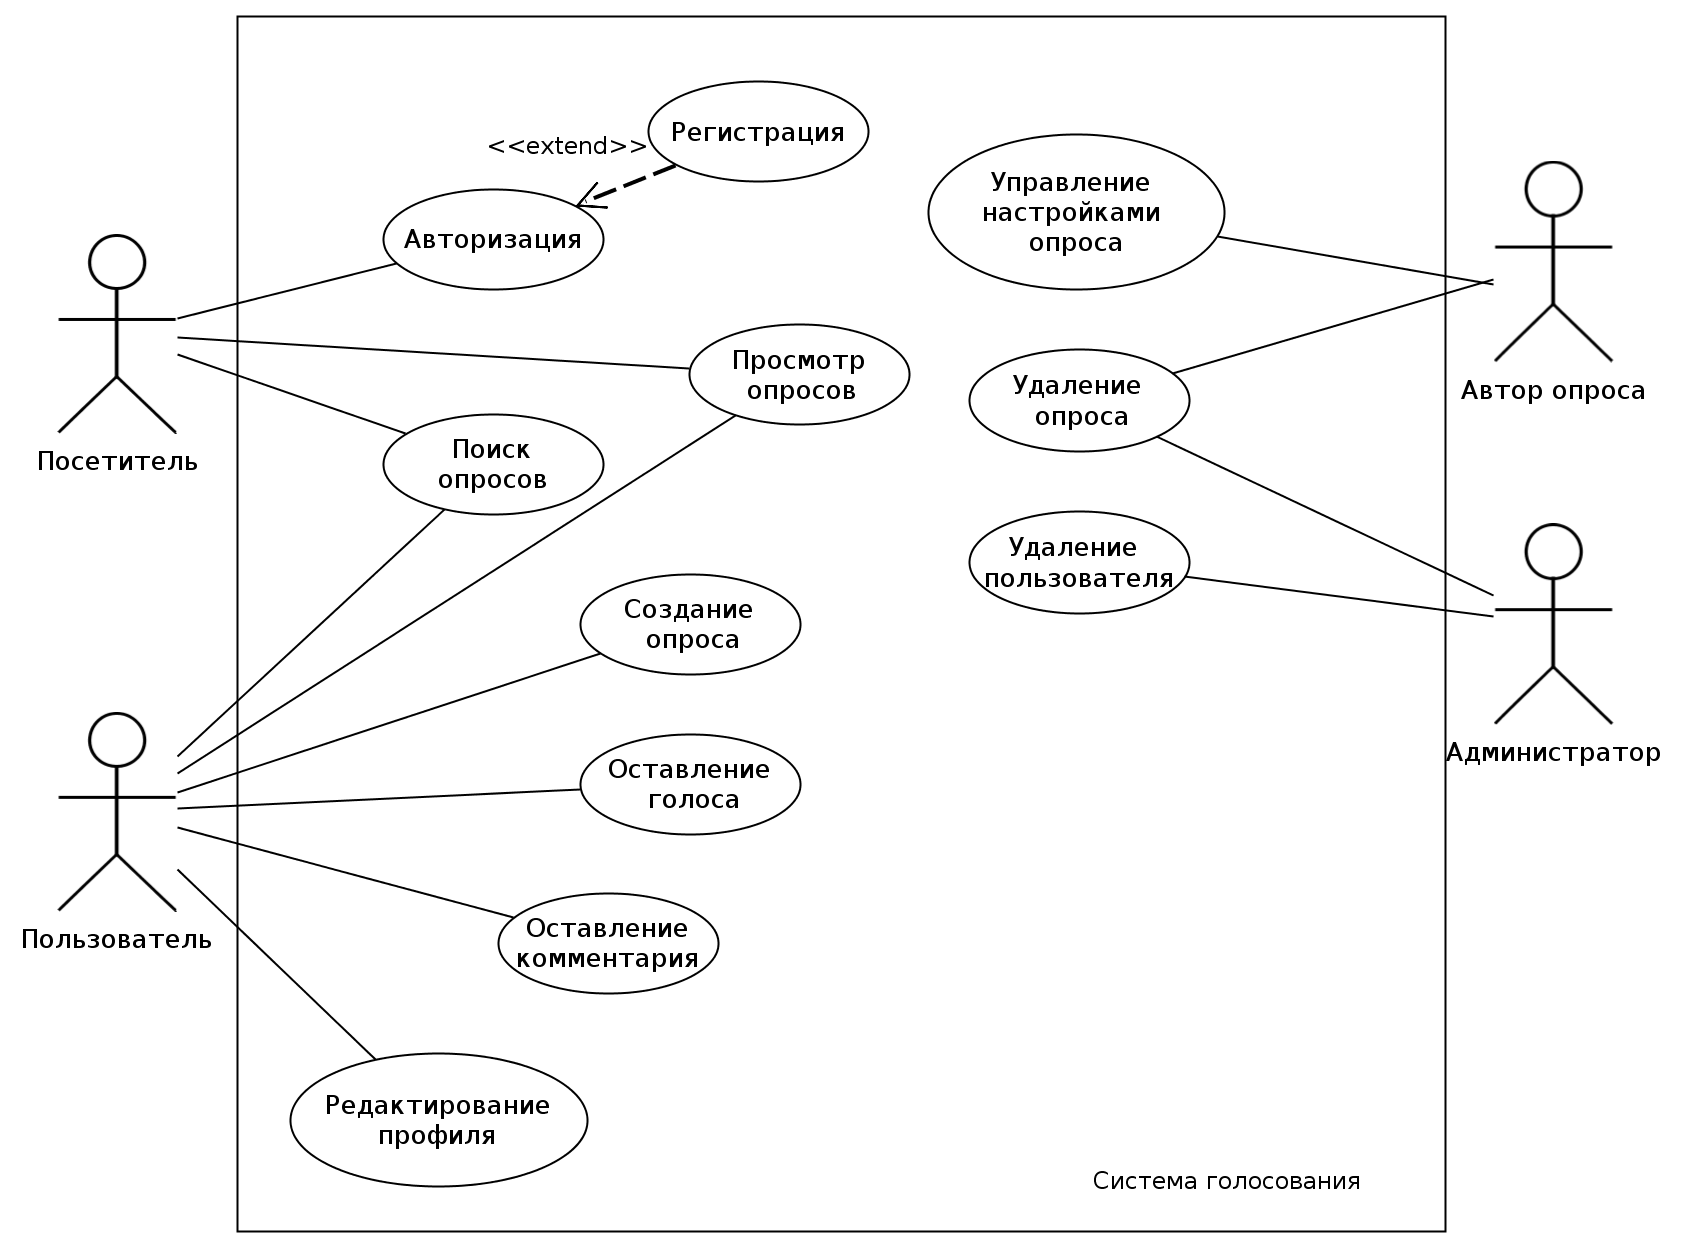 Регистрация
<<extend>>
Авторизация
Управление
настройками
опроса
Просмотр
опросов
Удаление
опроса
Автор опроса
Посетитель
Поиск
опросов
Удаление
пользователя
Создание
опроса
Администратор
Оставление
голоса
Пользователь
Оставление
комментария
Редактирование
профиля
Система голосования